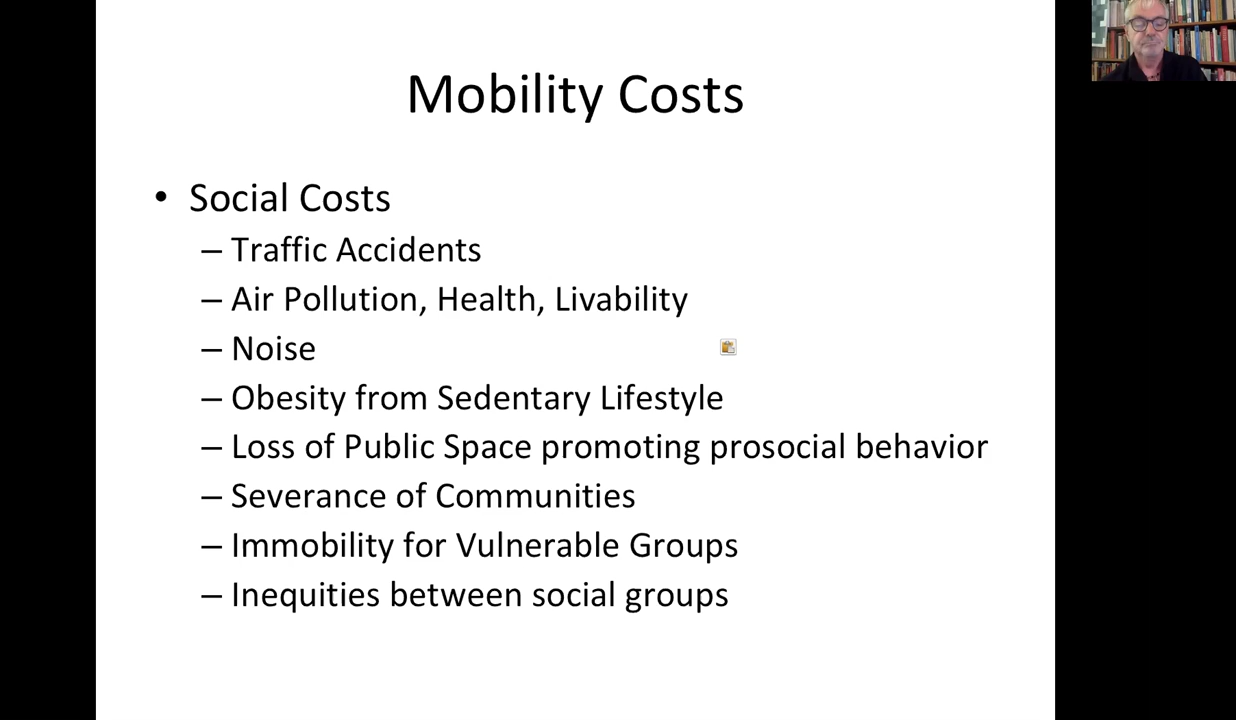 Mobility Costs
• Social Costs
– Traffic Accidents
– Air Pollution, Health, Livability
– Noise
– Obesity from Sedentary Lifestyle
– Loss of Public Space promoting prosocial behavior
– Severance of Communities
– Immobility for Vulnerable Groups
– Inequities between social groups